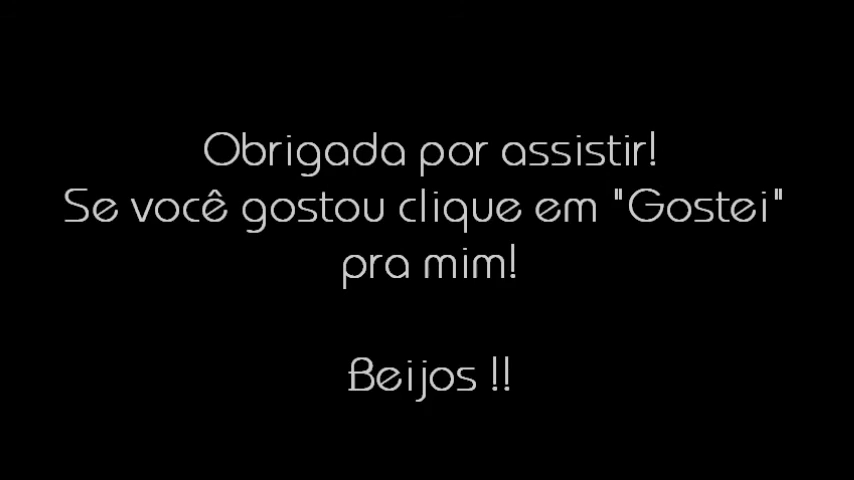 Obrigada por assistir!
Se você gostou clique em "Gostei"
pra mim!
Beijos !!